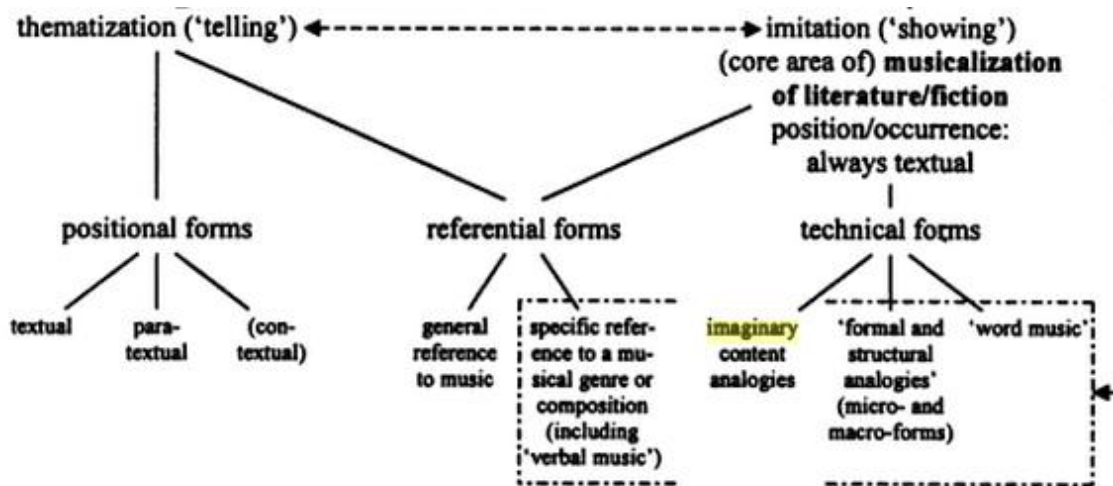 thematization (‘telling’)
imitation (‘showing’)
(core area of) musicalization
of literature/fiction
position/occurrence:
always textual
positional forms
referential forms
technical forms
textual
para-
textual
(con-
textual)
general
reference
to music
specific refer-
ence to a mu-
sical genre or
composition
(including
‘verbal music’)
imaginary
content
analogies
‘formal and
structural
analogies‘
(micro- and
macro-forms)
‘word music’